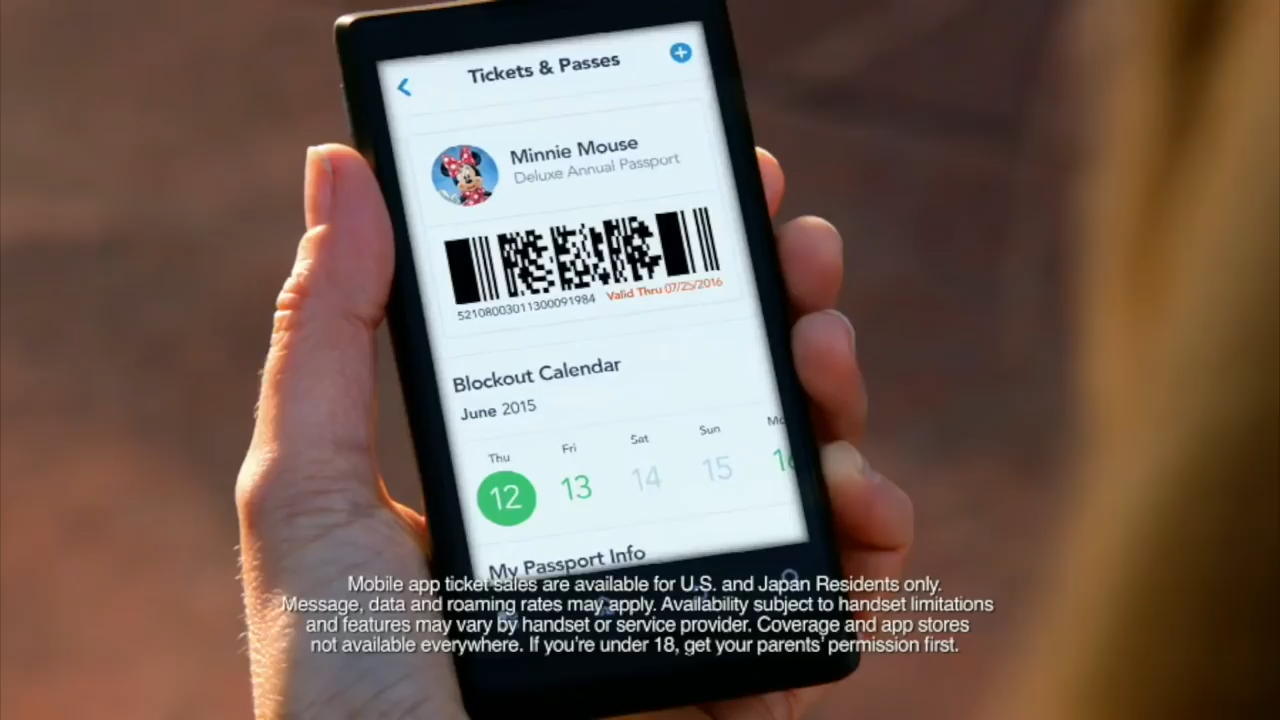 Tickets & Passes
Minnie Mouse
Deluxe Annual Passport
52108003011300091984 Valid Thru 07/25/2016
Blockout Calendar
June 2015
Thu Fri Sat Sun
12 13 14 15
My Passport Info
Mobile app ticket sales are available for U.S. and Japan Residents only.
Message, data and roaming rates may apply. Availability subject to handset limitations
and features may vary by handset or service provider. Coverage and app stores
not available everywhere. If you're under 18, get your parents' permission first.